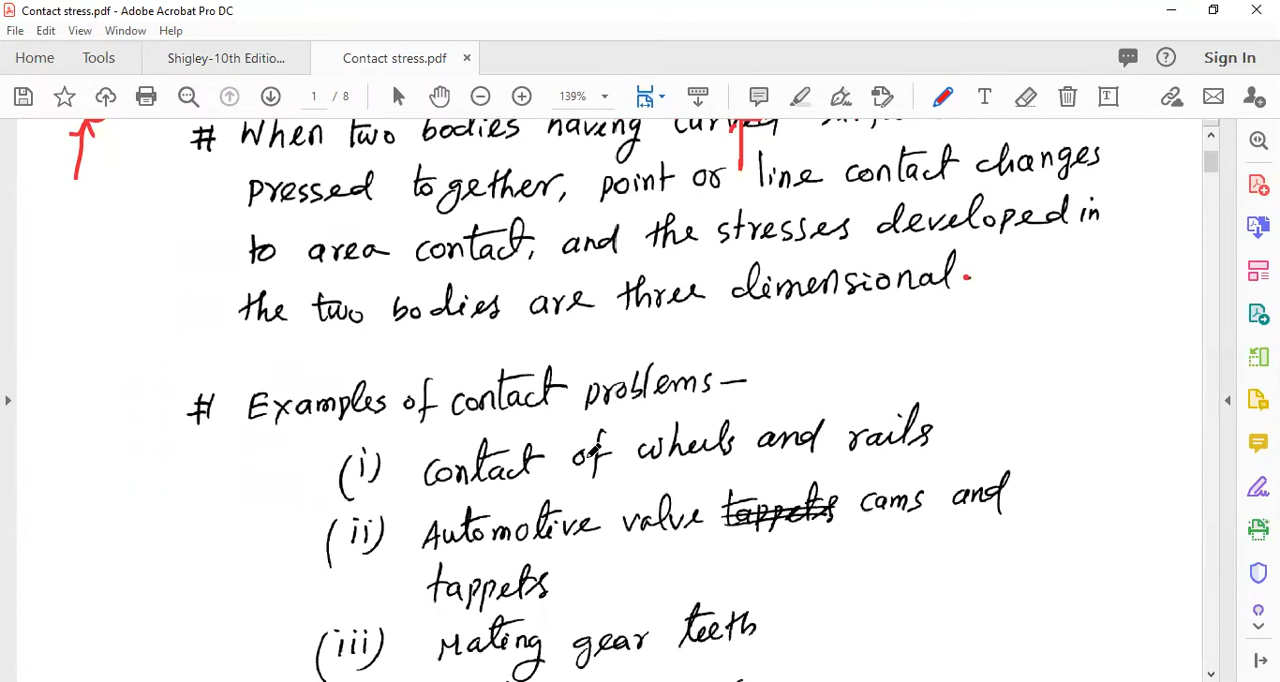 Contact stress.pdf - Adobe Acrobat Pro DC
File Edit View Window Help
Home Tools Shigley-10th Editio... Contact stress.pdf × Sign In
1 / 8 139%
# When two bodies having curved
pressed together, point or line contact changes
to area contact, and the stresses developed in
the two bodies are three dimensional.
# Examples of contact problems—
(i) contact of wheels and rails
(ii) Automotive valve tappets cams and
tappets
(iii) Mating gear teeth